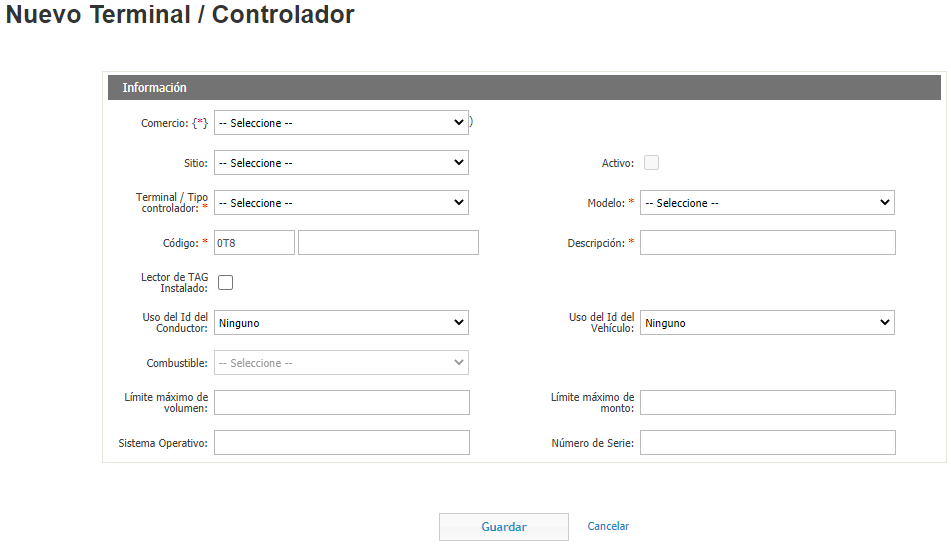 Nuevo Terminal / Controlador
Información
Comercio: {*} -- Seleccione -- )
Sitio: -- Seleccione -- Activo:
Terminal / Tipo
controlador: * -- Seleccione -- Modelo: * -- Seleccione --
Código: * 0T8 Descripción: *
Lector de TAG
Instalado:
Uso del Id del
Conductor: Ninguno
Uso del Id del
Vehículo: Ninguno
Combustible: -- Seleccione --
Límite máximo de
volumen:
Límite máximo de
monto:
Sistema Operativo: Número de Serie:
Guardar Cancelar